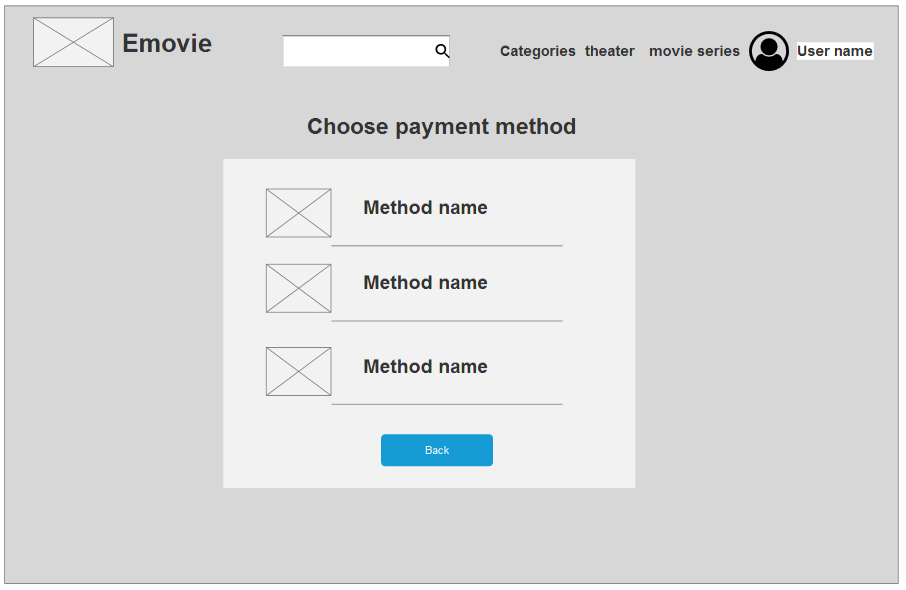 Emovie
Categories theater movie series User name
Choose payment method
Method name
Method name
Method name
Back